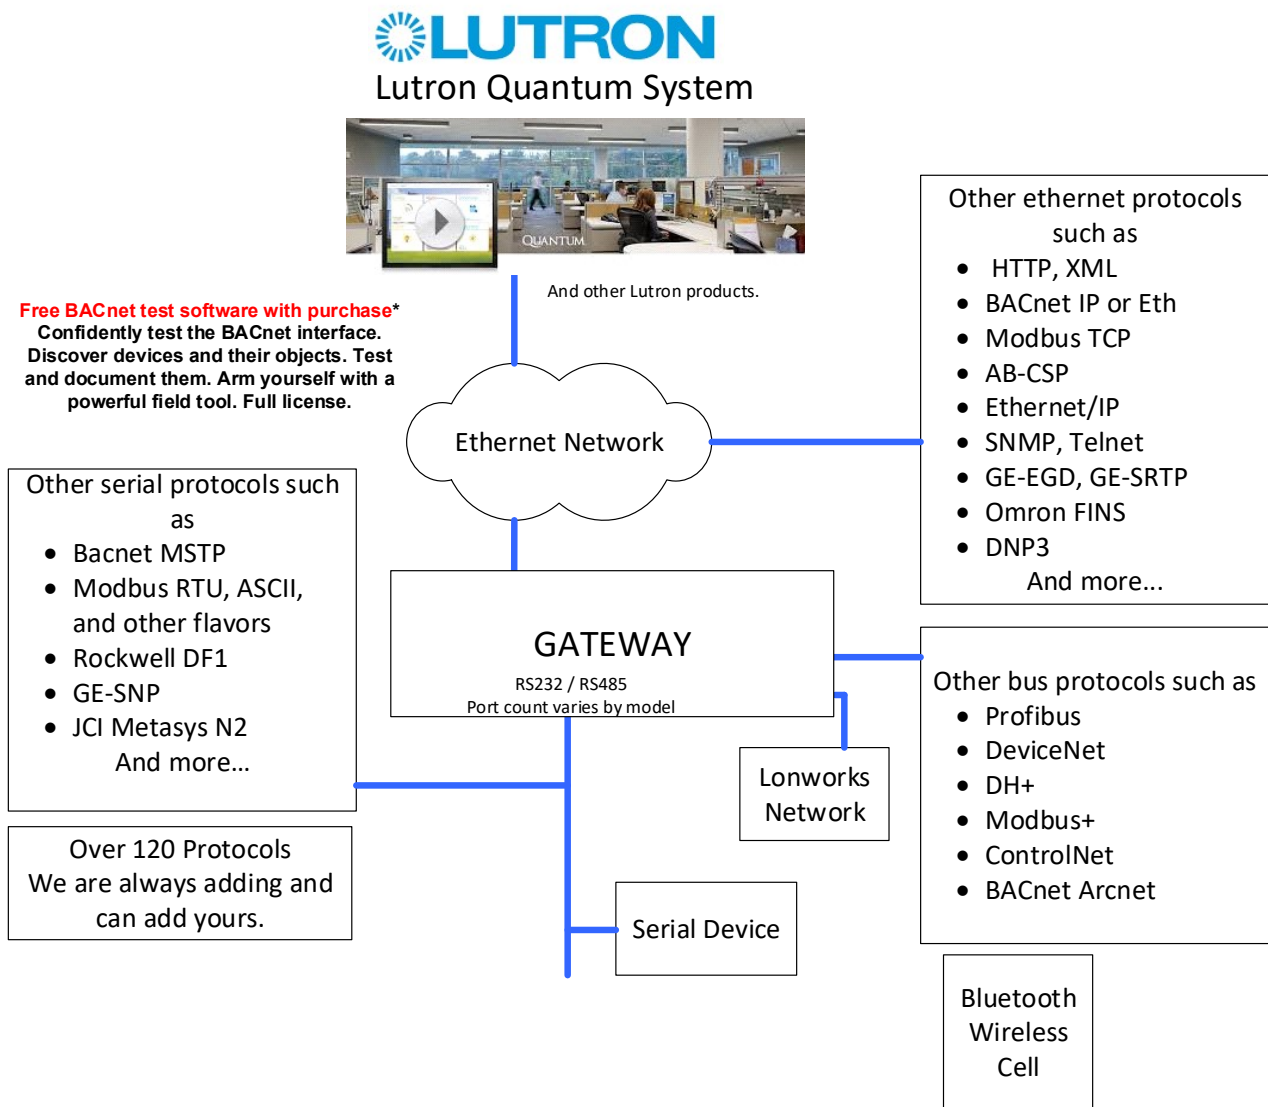 LUTRON
Lutron Quantum System
QUANTUM
And other Lutron products.
Free BACnet test software with purchase*
Confidently test the BACnet interface.
Discover devices and their objects. Test
and document them. Arm yourself with a
powerful field tool. Full license.
Ethernet Network
Other ethernet protocols
such as
• HTTP, XML
• BACnet IP or Eth
• Modbus TCP
• AB-CSP
• Ethernet/IP
• SNMP, Telnet
• GE-EGD, GE-SRTP
• Omron FINS
• DNP3
And more...
Other serial protocols such
as
• Bacnet MSTP
• Modbus RTU, ASCII,
and other flavors
• Rockwell DF1
• GE-SNP
• JCI Metasys N2
And more...
GATEWAY
RS232 / RS485
Port count varies by model
Other bus protocols such as
• Profibus
• DeviceNet
• DH+
• Modbus+
• ControlNet
• BACnet Arcnet
Lonworks
Network
Over 120 Protocols
We are always adding and
can add yours.
Serial Device
Bluetooth
Wireless
Cell